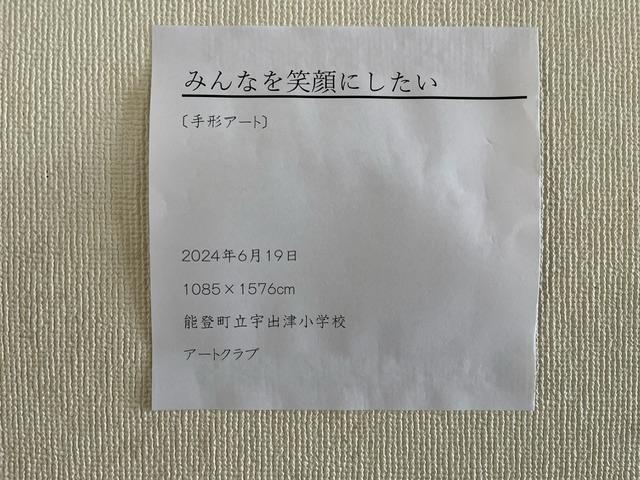 みんなを笑顔にしたい
〔手形アート〕
2024年6月19日
1085×1576cm
能登町立宇出津小学校
アートクラブ